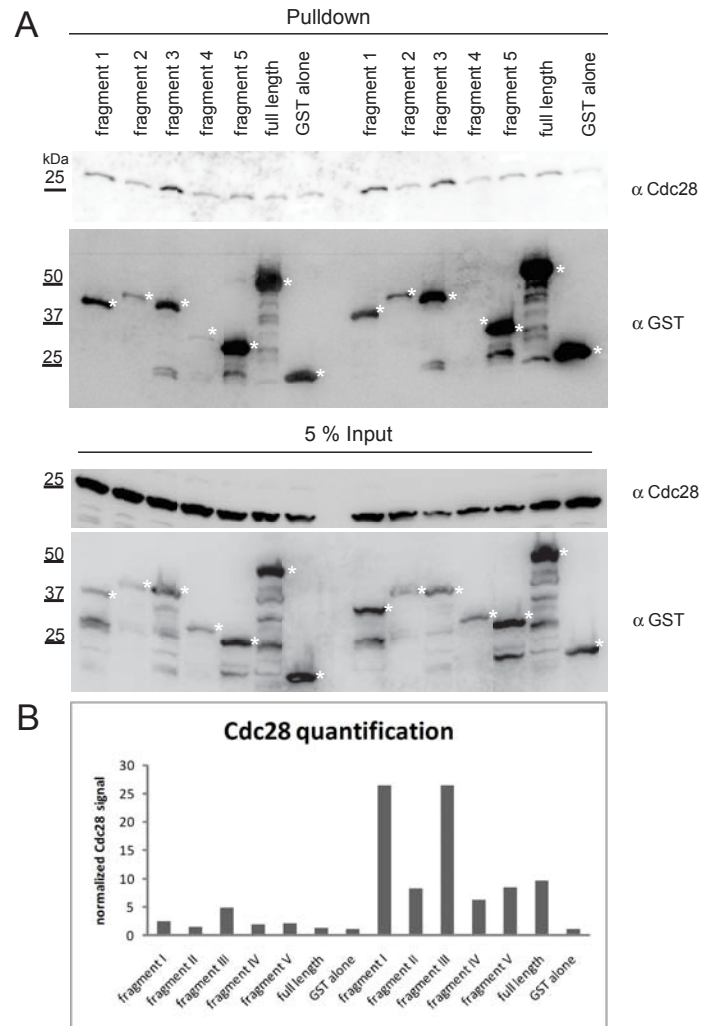 A
Pulldown
fragment 1
fragment 2
fragment 3
fragment 4
fragment 5
full length
GST alone
fragment 1
fragment 2
fragment 3
fragment 4
fragment 5
full length
GST alone
kDa
25
α Cdc28
50
37
25
α GST
* * * * * * * * * * * * *
5 % Input
25
α Cdc28
50
37
25
α GST
* * * * * * * * * * * * * *
B
Cdc28 quantification
normalized Cdc28 signal
30
25
20
15
10
5
0
fragment I
fragment II
fragment III
fragment IV
fragment V
full length
GST alone
fragment I
fragment II
fragment III
fragment IV
fragment V
full length
GST alone